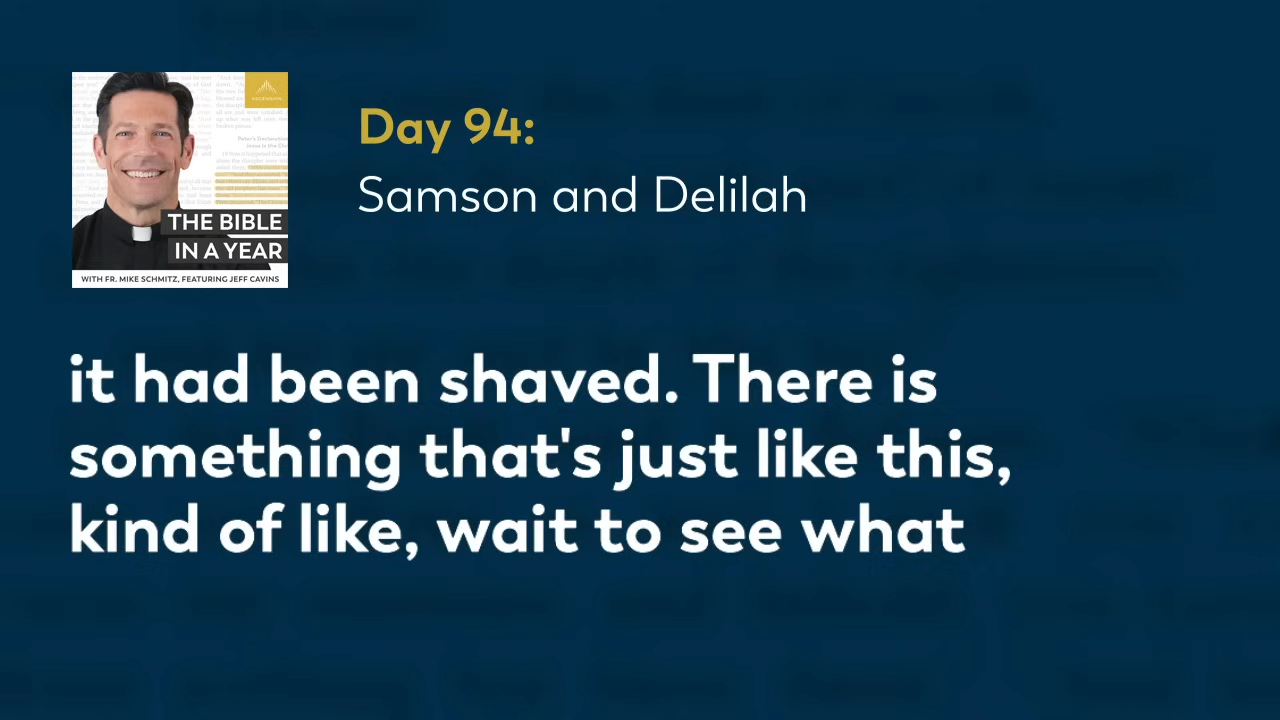 Day 94:
Samson and Delilah
THE BIBLE
IN A YEAR
WITH FR. MIKE SCHMITZ, FEATURING JEFF CAVINS
it had been shaved. There is
something that's just like this,
kind of like, wait to see what